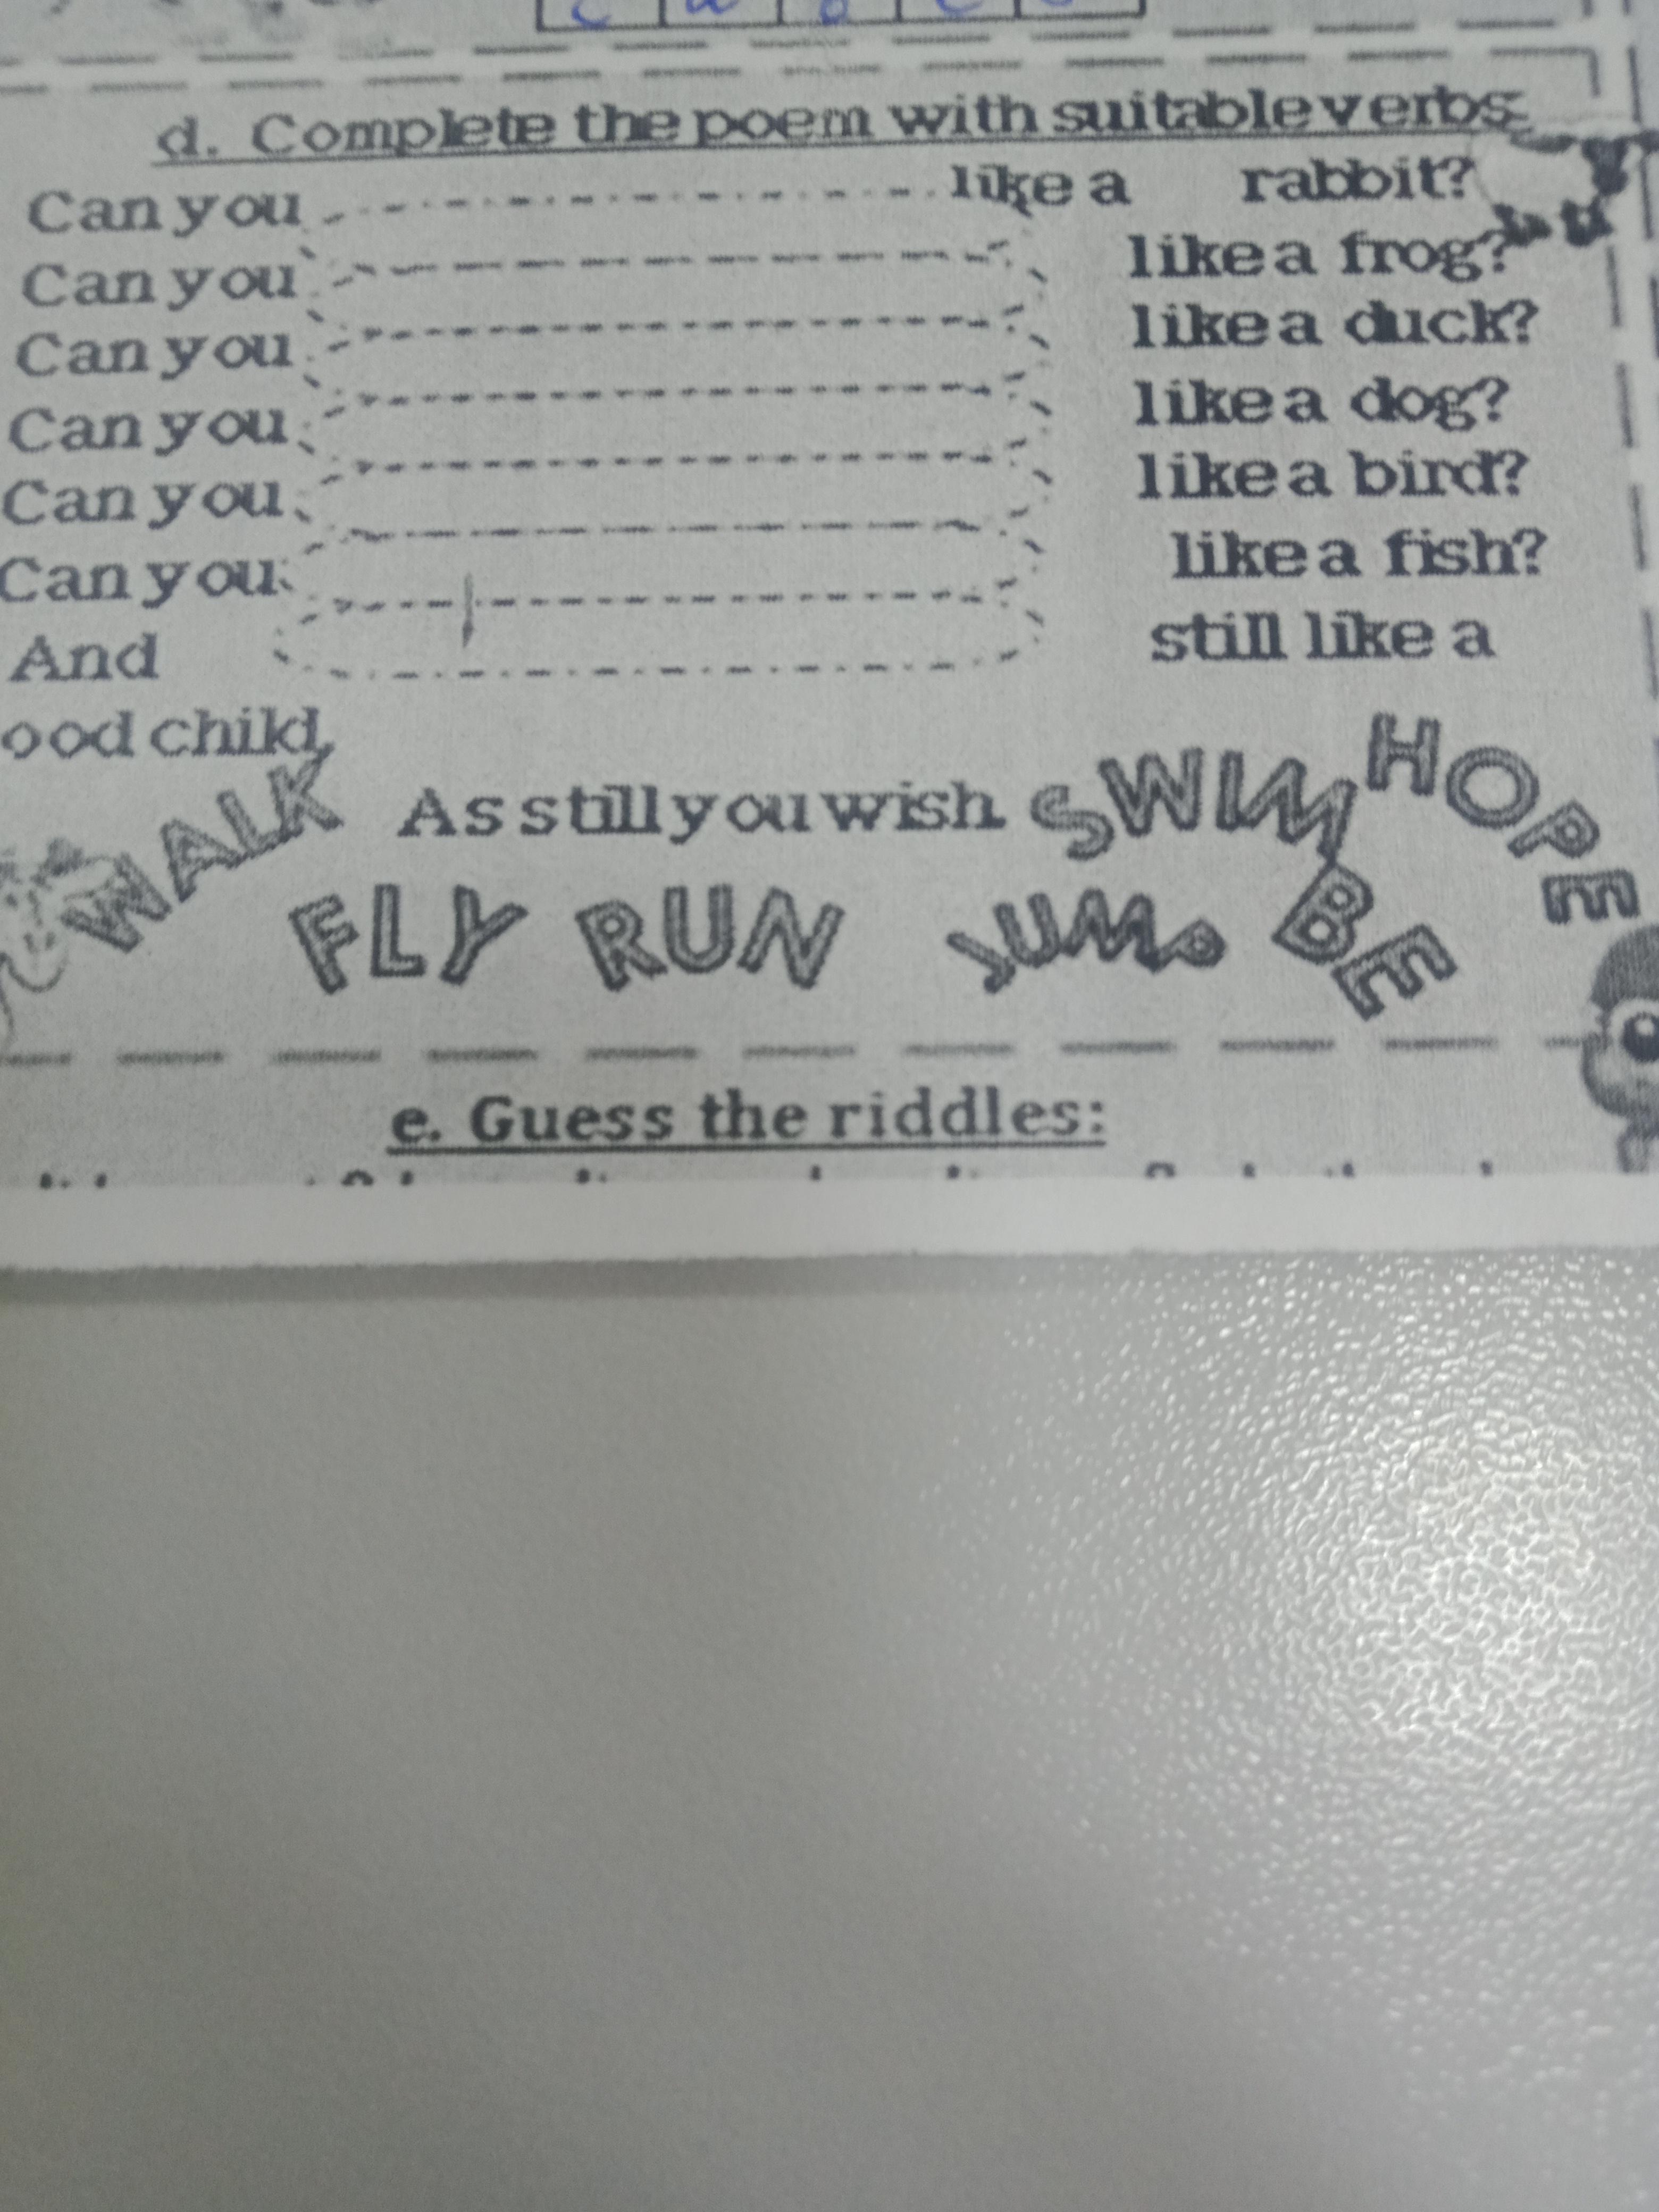 d. Complete the poem with suitable verbs
Can you like a rabbit?
Can you like a frog?
Can you like a duck?
Can you like a dog?
Can you like a bird?
Can you like a fish?
And still like a
ood child,
As still you wish.
WALK
SWIM
HOPE
FLY
RUN
JUMP
BE
e. Guess the riddles: